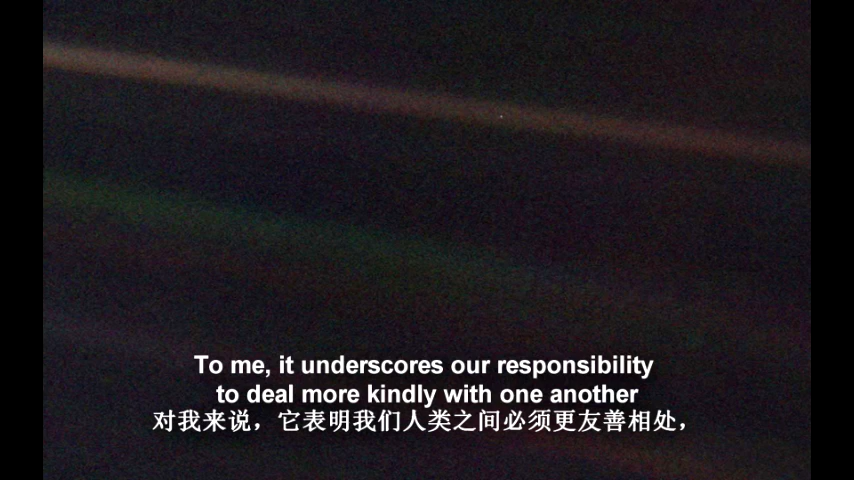 To me, it underscores our responsibility
to deal more kindly with one another
对我来说，它表明我们人类之间必须更友善相处，